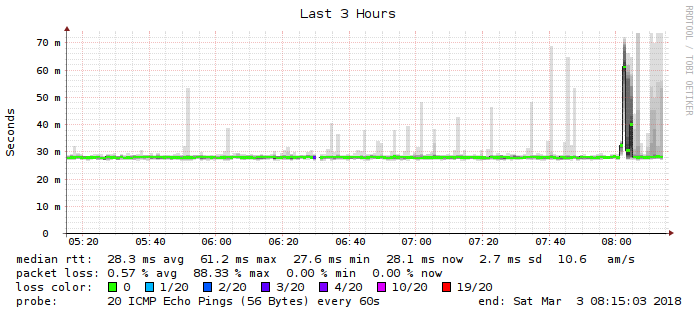 Last 3 Hours
RRDTOOL / TOBI OETIKER
Seconds
70 m
60 m
50 m
40 m
30 m
20 m
10 m
0
05:20 05:40 06:00 06:20 06:40 07:00 07:20 07:40 08:00
median rtt: 28.3 ms avg 61.2 ms max 27.6 ms min 28.1 ms now 2.7 ms sd 10.6 am/s
packet loss: 0.57 % avg 88.33 % max 0.00 % min 0.00 % now
loss color: 0 1/20 2/20 3/20 4/20 10/20 19/20
probe: 20 ICMP Echo Pings (56 Bytes) every 60s end: Sat Mar 3 08:15:03 2018